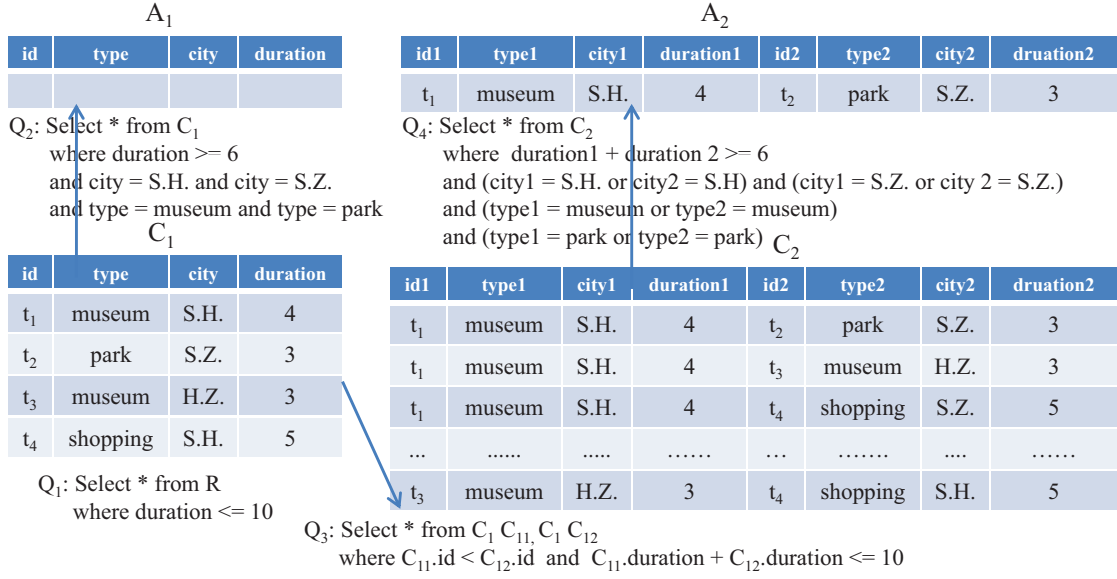 A₁
id type city duration
Q₂: Select * from C₁
where duration >= 6
and city = S.H. and city = S.Z.
and type = museum and type = park
C₁
id type city duration
t₁ museum S.H. 4
t₂ park S.Z. 3
t₃ museum H.Z. 3
t₄ shopping S.H. 5
Q₁: Select * from R
where duration <= 10
A₂
id1 type1 city1 duration1 id2 type2 city2 druation2
t₁ museum S.H. 4 t₂ park S.Z. 3
Q₄: Select * from C₂
where duration1 + duration 2 >= 6
and (city1 = S.H. or city2 = S.H) and (city1 = S.Z. or city 2 = S.Z.)
and (type1 = museum or type2 = museum)
and (type1 = park or type2 = park)
C₂
id1 type1 city1 duration1 id2 type2 city2 druation2
t₁ museum S.H. 4 t₂ park S.Z. 3
t₁ museum S.H. 4 t₃ museum H.Z. 3
t₁ museum S.H. 4 t₄ shopping S.Z. 5
... ...... ..... ...... ... ....... .... ......
t₃ museum H.Z. 3 t₄ shopping S.H. 5
Q₃: Select * from C₁ C₁₁, C₁ C₁₂
where C₁₁.id < C₁₂.id and C₁₁.duration + C₁₂.duration <= 10